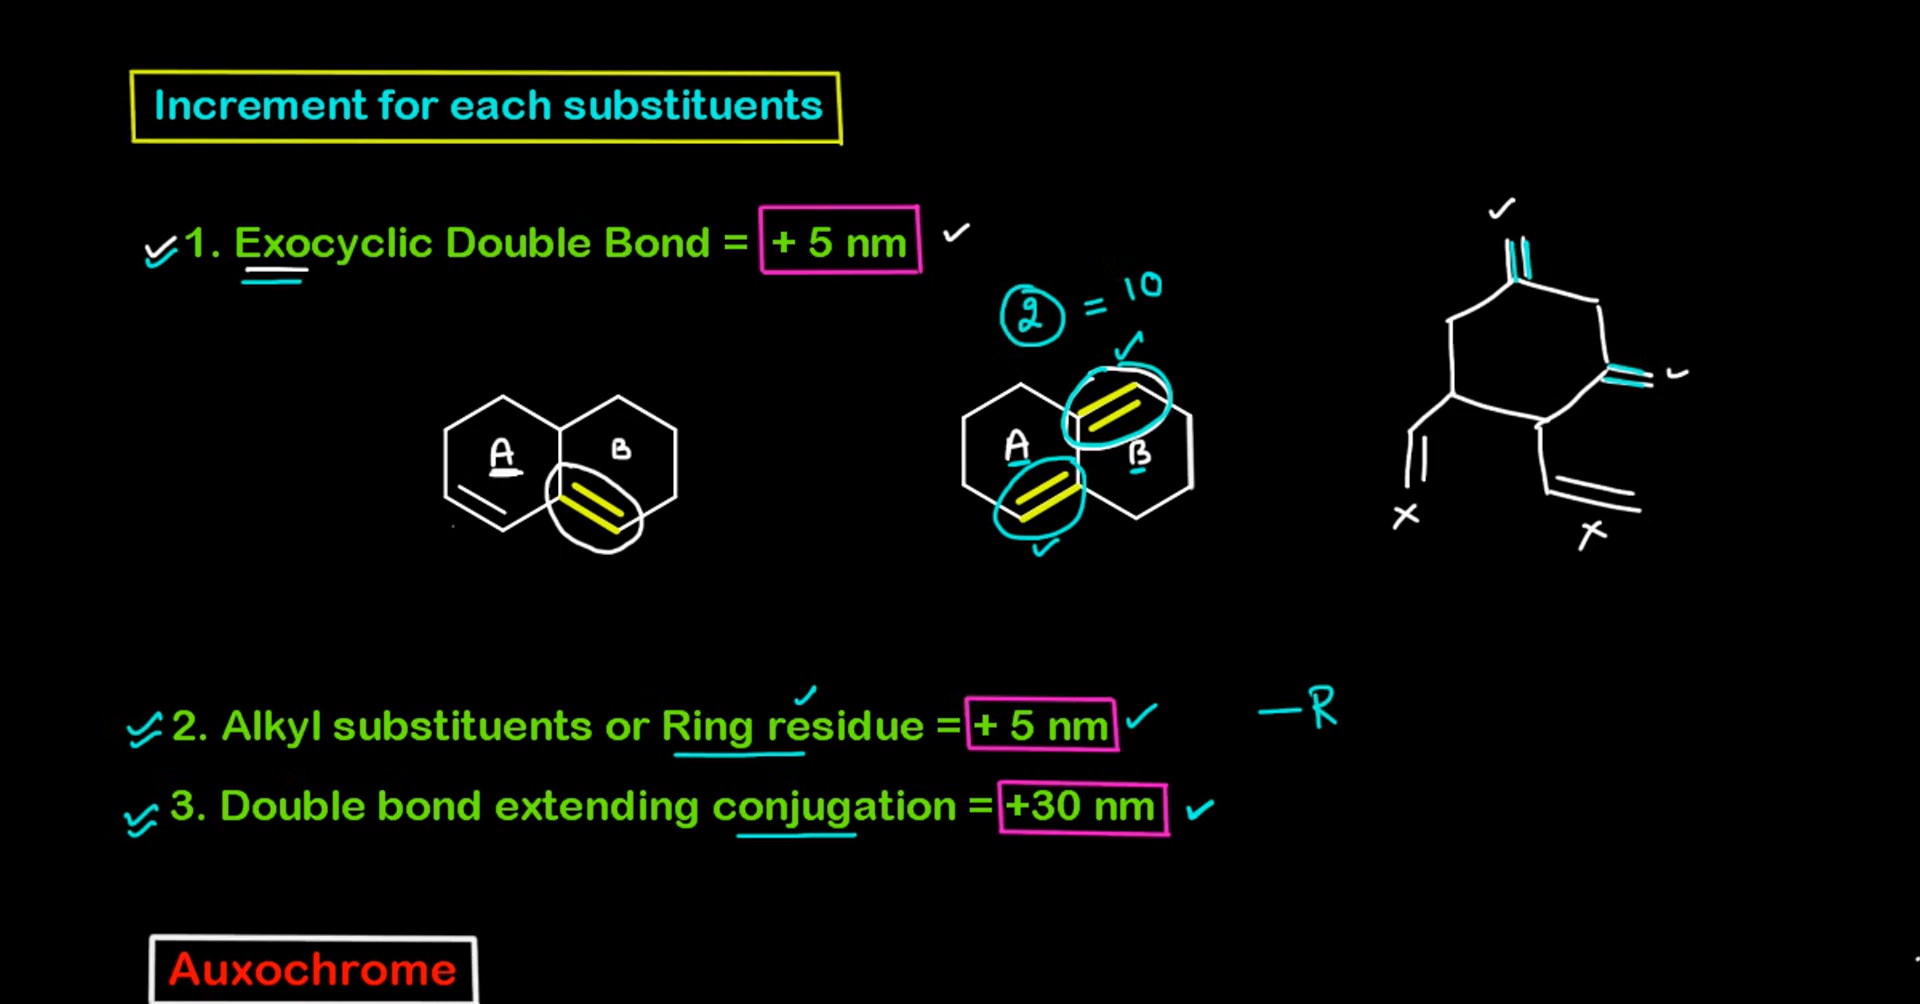 Increment for each substituents
1. Exocyclic Double Bond = + 5 nm
2 = 10
A B
A B
x
x
2. Alkyl substituents or Ring residue = + 5 nm
—R
3. Double bond extending conjugation = +30 nm
Auxochrome